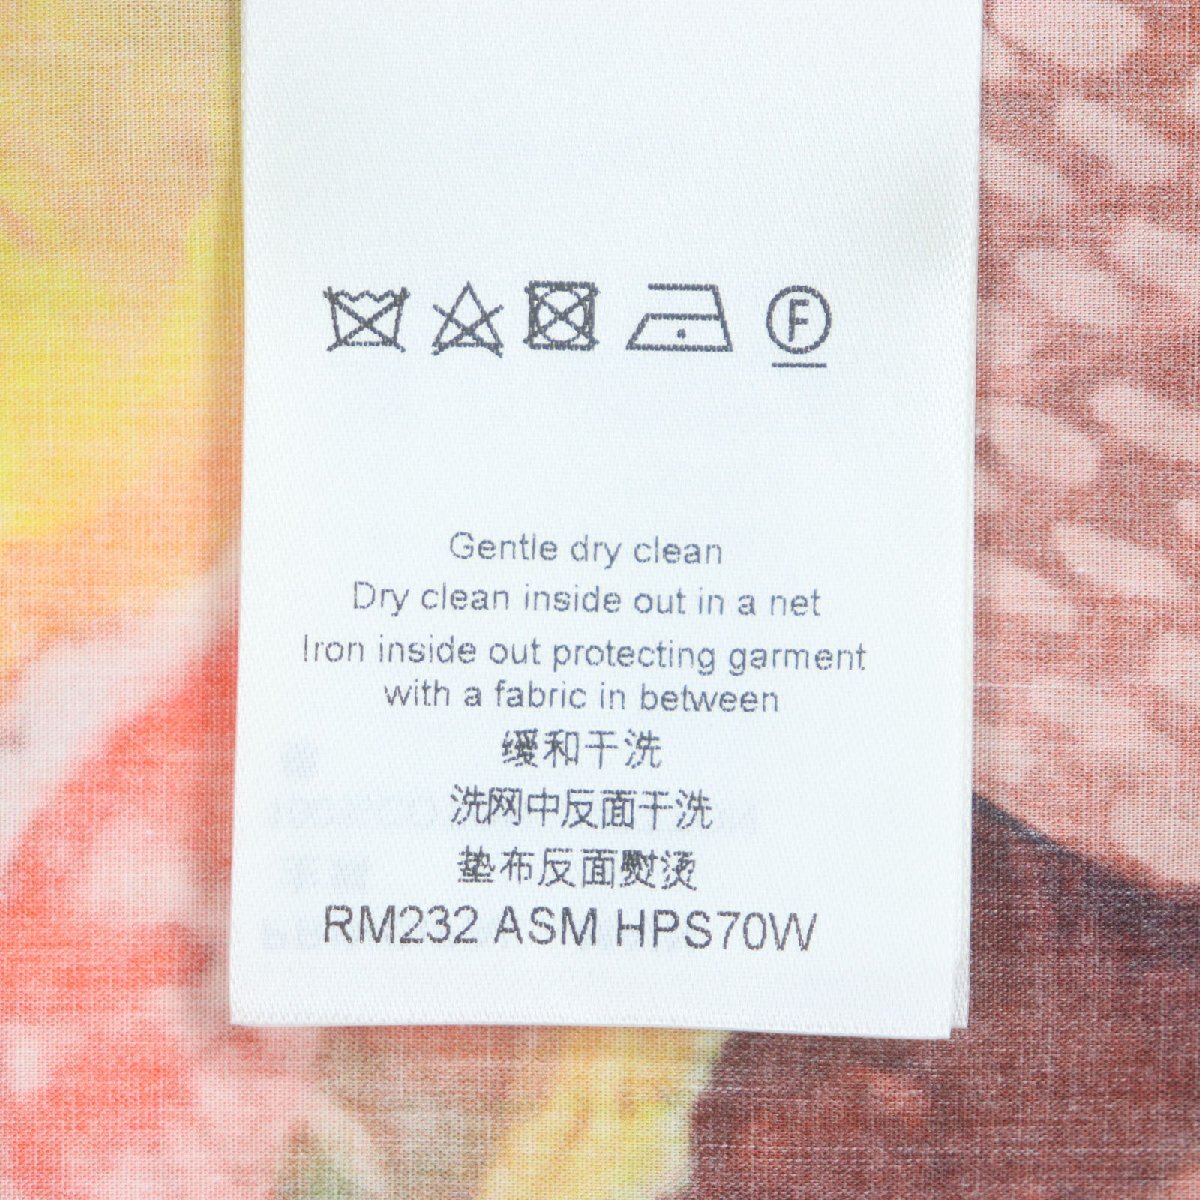 F
Gentle dry clean
Dry clean inside out in a net
Iron inside out protecting garment
with a fabric in between
缓和干洗
洗网中反面干洗
垫布反面熨烫
RM232 ASM HPS70W